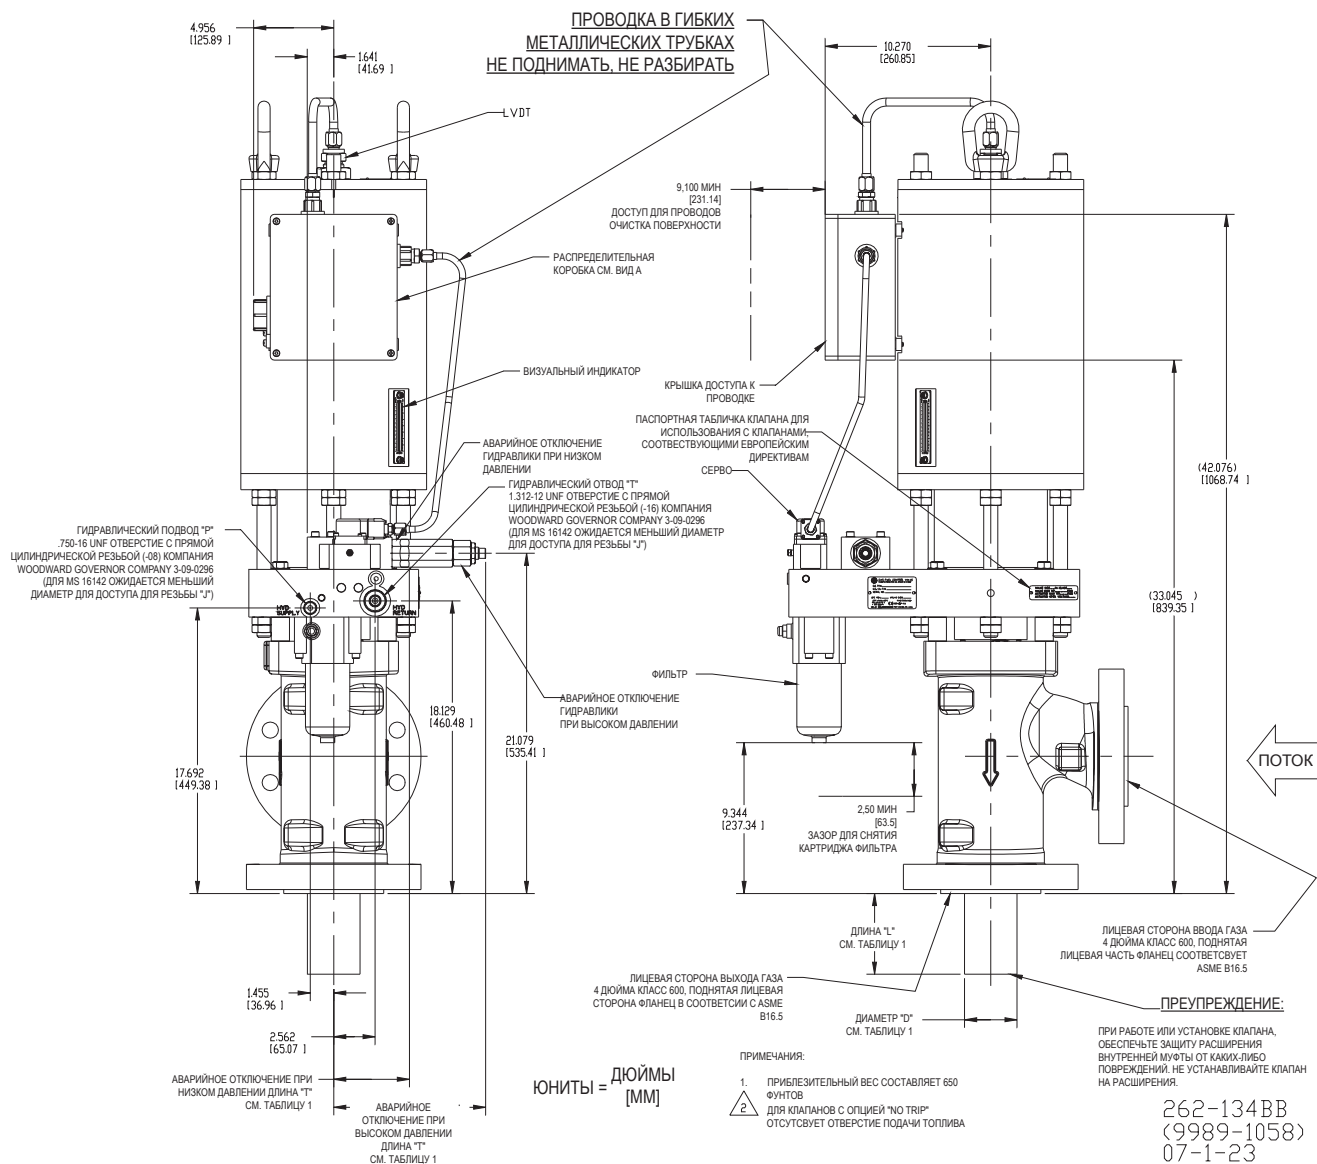 4.956
[125.89 ]
1.641
[41.69 ]
ПРОВОДКА В ГИБКИХ
МЕТАЛЛИЧЕСКИХ ТРУБКАХ
НЕ ПОДНИМАТЬ, НЕ РАЗБИРАТЬ
10.270
[260.85]
LVDT
9,100 МИН
[231.14]
ДОСТУП ДЛЯ ПРОВОДОВ
ОЧИСТКА ПОВЕРХНОСТИ
РАСПРЕДЕЛИТЕЛЬНАЯ
КОРОБКА СМ. ВИД A
ВИЗУАЛЬНЫЙ ИНДИКАТОР
КРЫШКА ДОСТУПА К
ПРОВОДКЕ
ПАСПОРТНАЯ ТАБЛИЧКА КЛАПАНА ДЛЯ
ИСПОЛЬЗОВАНИЯ С КЛАПАНАМИ,
СООТВЕСТВУЮЩИМИ ЕВРОПЕЙСКИМ
ДИРЕКТИВАМ
СЕРВО
АВАРИЙНОЕ ОТКЛЮЧЕНИЕ
ГИДРАВЛИКИ ПРИ НИЗКОМ
ДАВЛЕНИИ
ГИДРАВЛИЧЕСКИЙ ОТВОД "T"
1.312-12 UNF ОТВЕРСТИЕ С ПРЯМОЙ
ЦИЛИНДРИЧЕСКОЙ РЕЗЬБОЙ (-16) КОМПАНИЯ
WOODWARD GOVERNOR COMPANY 3-09-0296
(ДЛЯ MS 16142 ОЖИДАЕТСЯ МЕНЬШИЙ ДИАМЕТР
ДЛЯ ДОСТУПА ДЛЯ РЕЗЬБЫ "J")
(42.076)
[1068.74 ]
ГИДРАВЛИЧЕСКИЙ ПОДВОД "P"
.750-16 UNF ОТВЕРСТИЕ С ПРЯМОЙ
ЦИЛИНДРИЧЕСКОЙ РЕЗЬБОЙ (-08) КОМПАНИЯ
WOODWARD GOVERNOR COMPANY 3-09-0296
(ДЛЯ MS 16142 ОЖИДАЕТСЯ МЕНЬШИЙ
ДИАМЕТР ДЛЯ ДОСТУПА ДЛЯ РЕЗЬБЫ "J")
HYD
SUPPLY
HYD
RETURN
(33.045 )
[839.35 ]
ФИЛЬТР
АВАРИЙНОЕ ОТКЛЮЧЕНИЕ
ГИДРАВЛИКИ
ПРИ ВЫСОКОМ ДАВЛЕНИИ
18.129
[460.48 ]
21.079
[535.41 ]
17.692
[449.38 ]
ПОТОК
9.344
[237.34 ]
2,50 МИН
[63.5]
ЗАЗОР ДЛЯ СНЯТИЯ
КАРТРИДЖА ФИЛЬТРА
ДЛИНА "L"
СМ. ТАБЛИЦУ 1
ЛИЦЕВАЯ СТОРОНА ВВОДА ГАЗА
4 ДЮЙМА КЛАСС 600, ПОДНЯТАЯ
ЛИЦЕВАЯ ЧАСТЬ ФЛАНЕЦ СООТВЕТСВУЕТ
ASME B16.5
ЛИЦЕВАЯ СТОРОНА ВЫХОДА ГАЗА
4 ДЮЙМА КЛАСС 600, ПОДНЯТАЯ ЛИЦЕВАЯ
СТОРОНА ФЛАНЕЦ В СООТВЕТСИИ С ASME
B16.5
1.455
[36.96 ]
2.562
[65.07 ]
ДИАМЕТР "D"
СМ. ТАБЛИЦУ 1
ПРЕУПРЕЖДЕНИЕ:
ПРИ РАБОТЕ ИЛИ УСТАНОВКЕ КЛАПАНА,
ОБЕСПЕЧЬТЕ ЗАЩИТУ РАСШИРЕНИЯ
ВНУТРЕННЕЙ МУФТЫ ОТ КАКИХ-ЛИБО
ПОВРЕЖДЕНИЙ. НЕ УСТАНАВЛИВАЙТЕ КЛАПАН
НА РАСШИРЕНИЯ.
АВАРИЙНОЕ ОТКЛЮЧЕНИЕ ПРИ
НИЗКОМ ДАВЛЕНИИ ДЛИНА "T"
СМ. ТАБЛИЦУ 1
АВАРИЙНОЕ
ОТКЛЮЧЕНИЕ ПРИ
ВЫСОКОМ ДАВЛЕНИИ
ДЛИНА "T"
СМ. ТАБЛИЦУ 1
ЮНИТЫ = ДЮЙМЫ
[ММ]
ПРИМЕЧАНИЯ:
1. ПРИБЛЕЗИТЕЛЬНЫЙ ВЕС СОСТАВЛЯЕТ 650
ФУНТОВ
2 ДЛЯ КЛАПАНОВ С ОПЦИЕЙ "NO TRIP"
ОТСУТСВУЕТ ОТВЕРСТИЕ ПОДАЧИ ТОПЛИВА
262-134BB
(9989-1058)
07-1-23